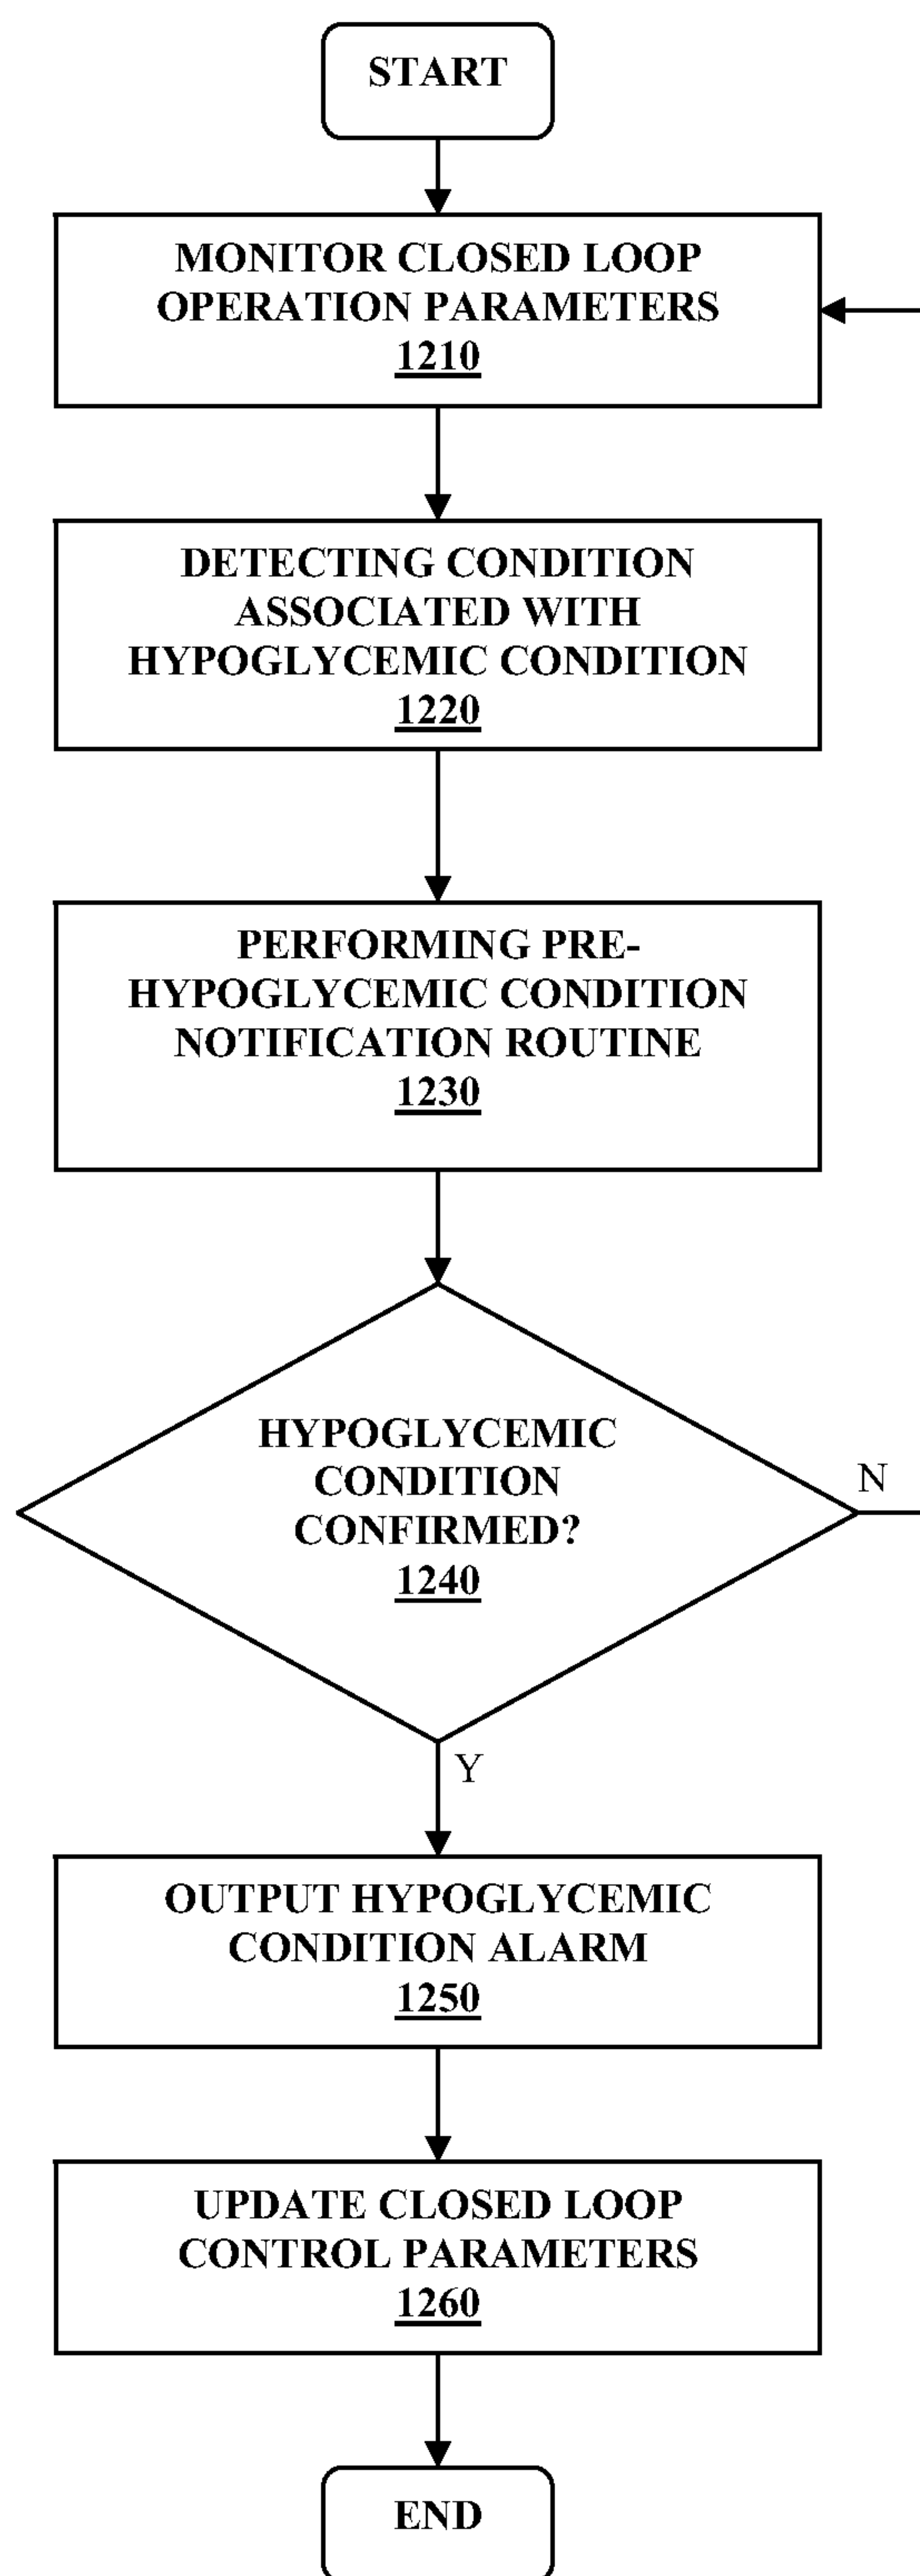 START
MONITOR CLOSED LOOP
OPERATION PARAMETERS
1210
DETECTING CONDITION
ASSOCIATED WITH
HYPOGLYCEMIC CONDITION
1220
PERFORMING PRE-
HYPOGLYCEMIC CONDITION
NOTIFICATION ROUTINE
1230
HYPOGLYCEMIC
CONDITION
CONFIRMED?
1240
N
Y
OUTPUT HYPOGLYCEMIC
CONDITION ALARM
1250
UPDATE CLOSED LOOP
CONTROL PARAMETERS
1260
END